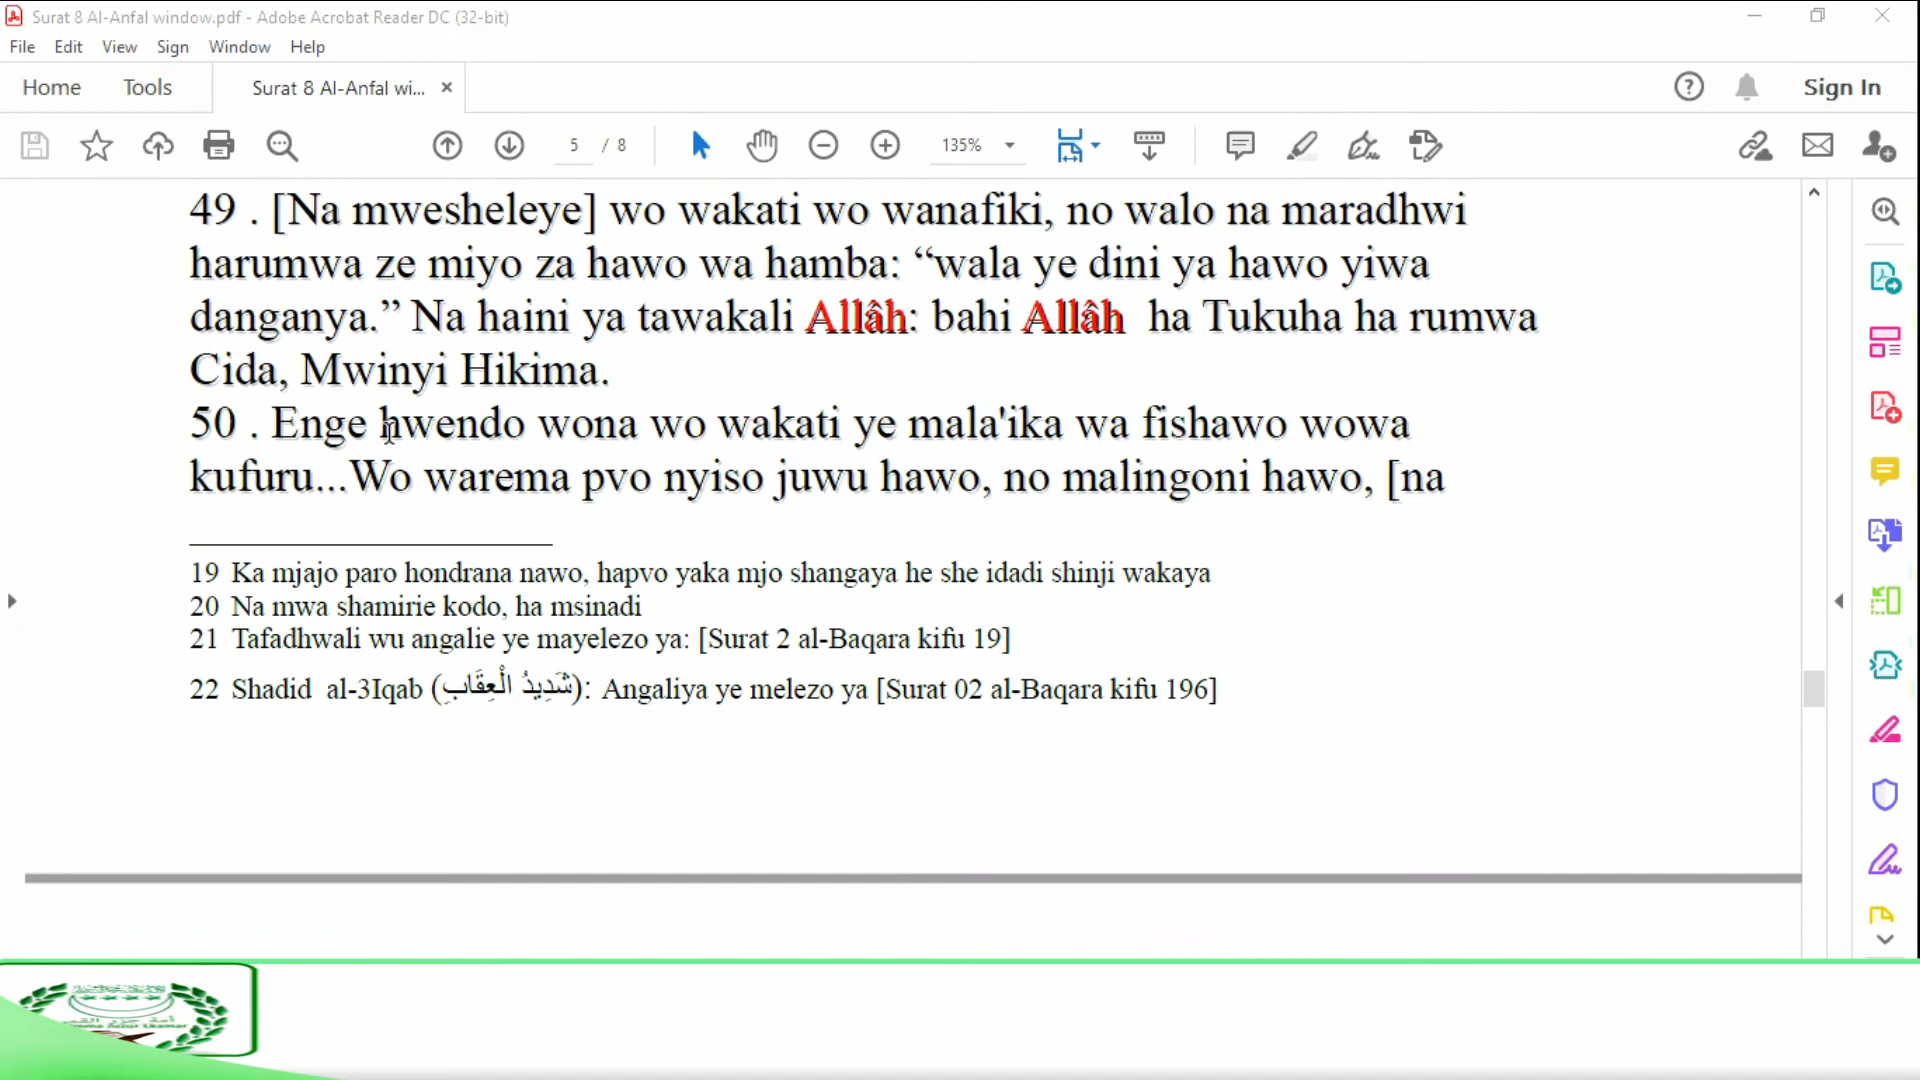 Surat 8 Al-Anfal window.pdf - Adobe Acrobat Reader DC (32-bit)
File Edit View Sign Window Help
Home Tools Surat 8 Al-Anfal wi... × Sign In
5 / 8 135%
49 . [Na mwesheleye] wo wakati wo wanafiki, no walo na maradhwi
harumwa ze miyo za hawo wa hamba: “wala ye dini ya hawo yiwa
danganya.” Na haini ya tawakali Allâh: bahi Allâh ha Tukuha ha rumwa
Cida, Mwinyi Hikima.
50 . Enge hwendo wona wo wakati ye mala'ika wa fishawo wowa
kufuru...Wo warema pvo nyiso juwu hawo, no malingoni hawo, [na
19 Ka mjajo paro hondrana nawo, hapvo yaka mjo shangaya he she idadi shinji wakaya
20 Na mwa shamirie kodo, ha msinadi
21 Tafadhwali wu angalie ye mayelezo ya: [Surat 2 al-Baqara kifu 19]
22 Shadid al-3Iqab (شَدِيدُ الْعِقَابِ): Angaliya ye melezo ya [Surat 02 al-Baqara kifu 196]